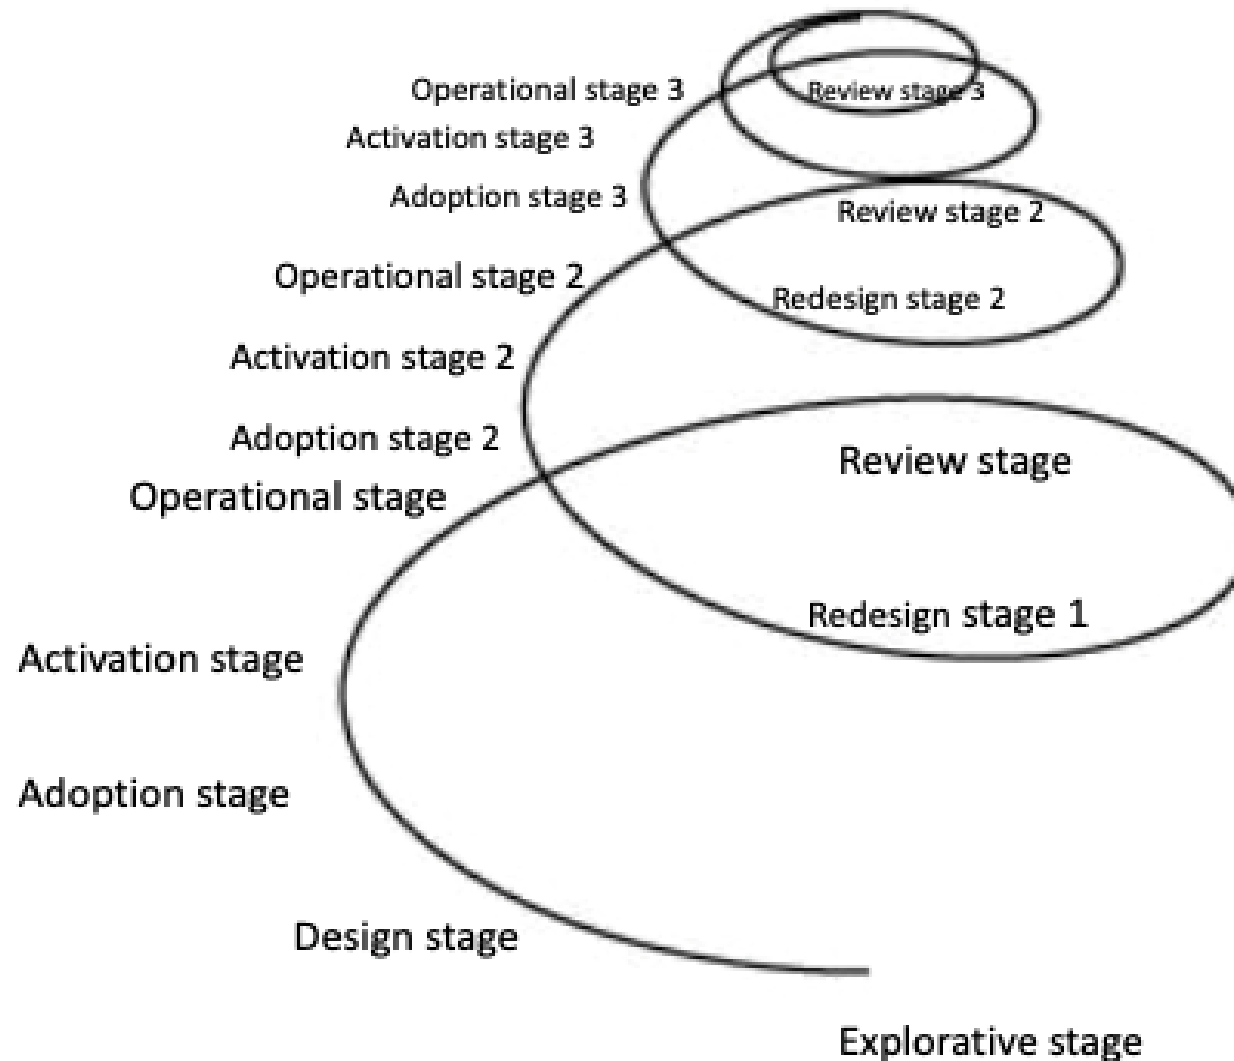 Operational stage 3
Review stage 3
Activation stage 3
Adoption stage 3
Review stage 2
Operational stage 2
Redesign stage 2
Activation stage 2
Adoption stage 2
Review stage
Operational stage
Redesign stage 1
Activation stage
Adoption stage
Design stage
Explorative stage